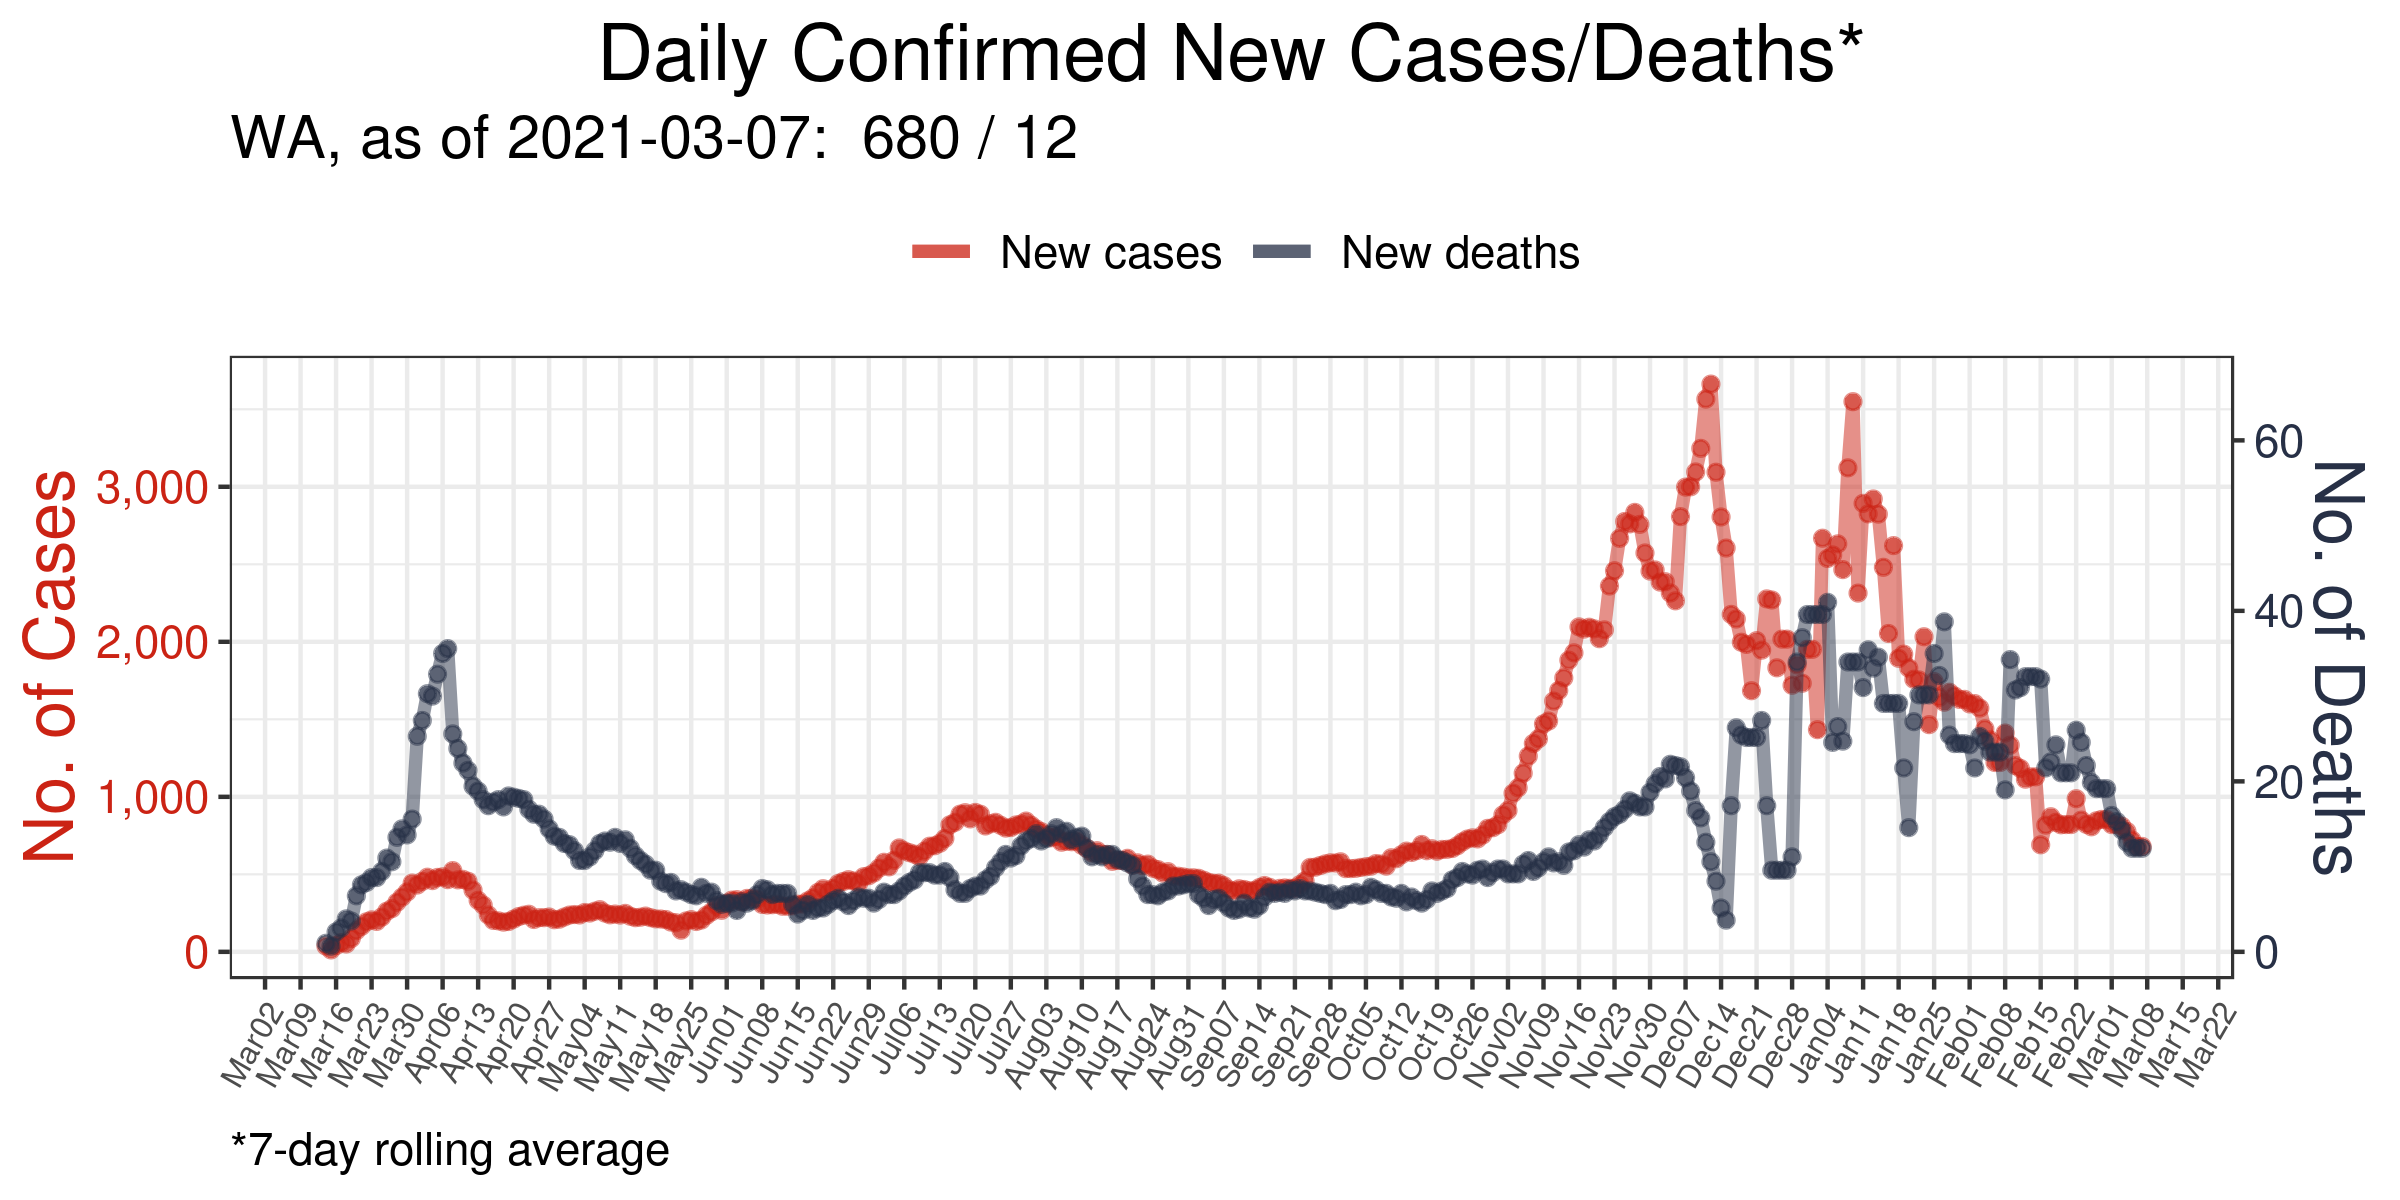 Daily Confirmed New Cases/Deaths*
WA, as of 2021-03-07:  680 / 12
New cases
New deaths
No. of Cases
3,000
2,000
1,000
0
60
40
20
0
No. of Deaths
Mar02
Mar09
Mar16
Mar23
Mar30
Apr06
Apr13
Apr20
Apr27
May04
May11
May18
May25
Jun01
Jun08
Jun15
Jun22
Jun29
Jul06
Jul13
Jul20
Jul27
Aug03
Aug10
Aug17
Aug24
Aug31
Sep07
Sep14
Sep21
Sep28
Oct05
Oct12
Oct19
Oct26
Nov02
Nov09
Nov16
Nov23
Nov30
Dec07
Dec14
Dec21
Dec28
Jan04
Jan11
Jan18
Jan25
Feb01
Feb08
Feb15
Feb22
Mar01
Mar08
Mar15
Mar22
*7-day rolling average